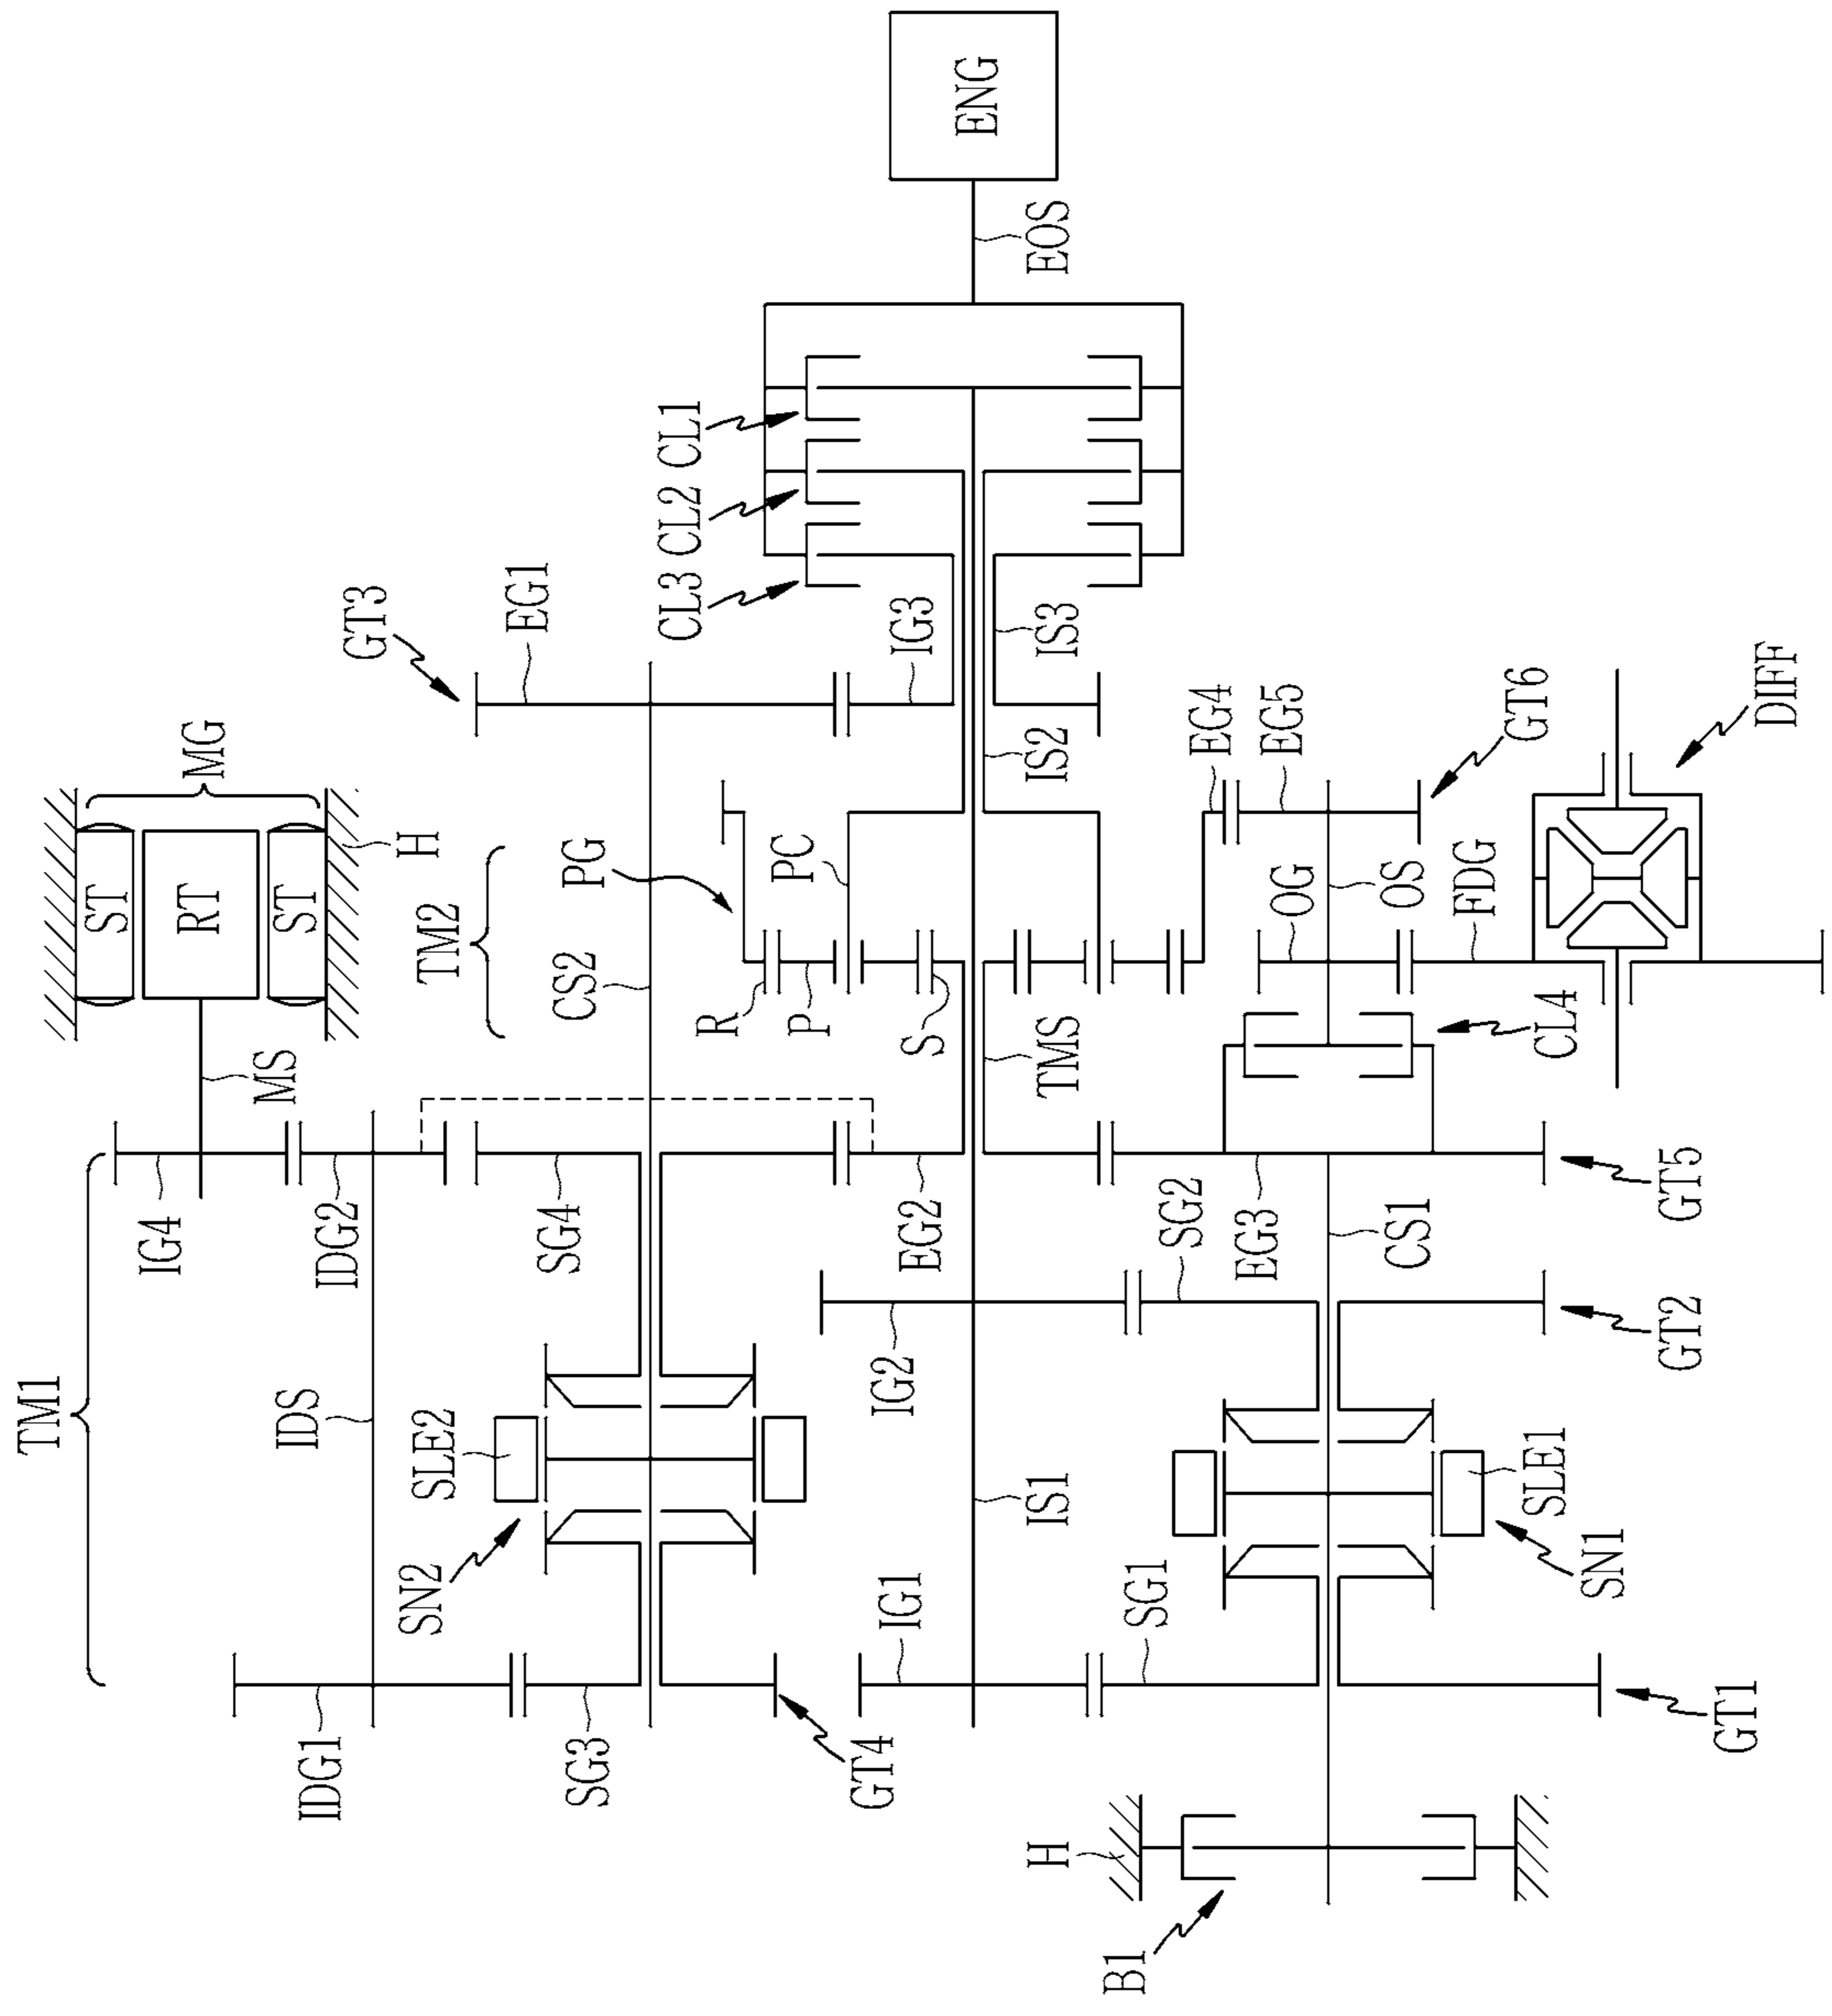 ENG
EOS
CL1
CL2
CL3
EG1
GT3
IG3
IS3
MG
H
ST
RT
ST
PG
PC
TM2
CS2
IS2
EG4
EG5
GT6
DIFF
OG
OS
FDG
R
P
S
TMS
CL4
MS
IG4
IDG2
SG4
EG2
SG2
EG3
CS1
GT5
GT2
IG2
TM1
IDS
SLE2
IS1
SLE1
SN2
SN1
IG1
SG1
IDG1
SG3
GT4
GT1
H
B1